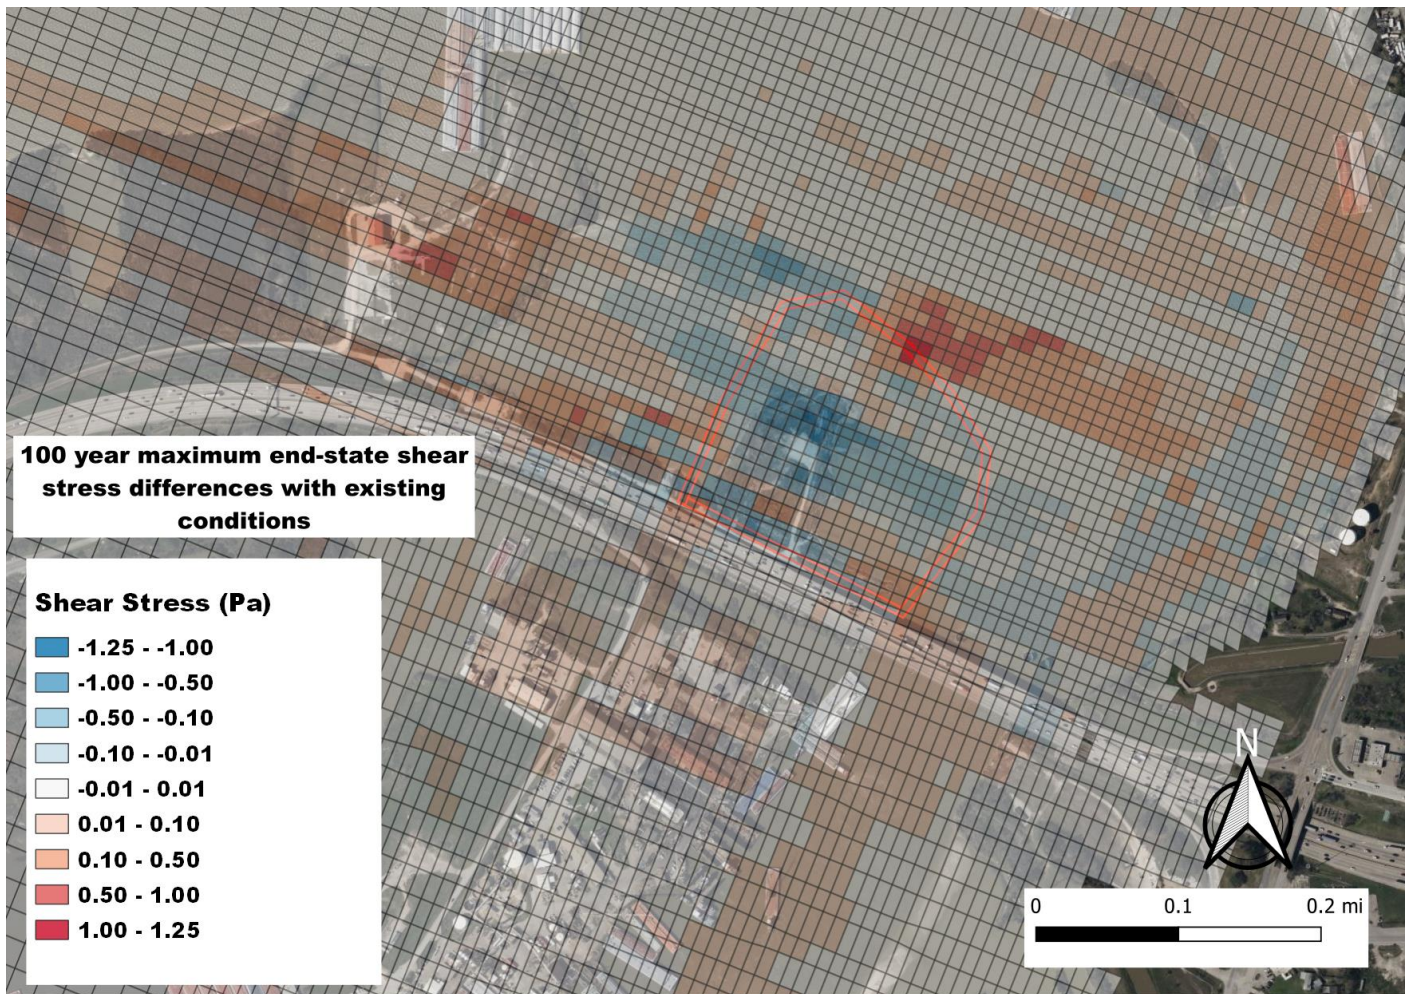 100 year maximum end-state shear
stress differences with existing
conditions
Shear Stress (Pa)
-1.25 - -1.00
-1.00 - -0.50
-0.50 - -0.10
-0.10 - -0.01
-0.01 - 0.01
0.01 - 0.10
0.10 - 0.50
0.50 - 1.00
1.00 - 1.25
N
0 0.1 0.2 mi